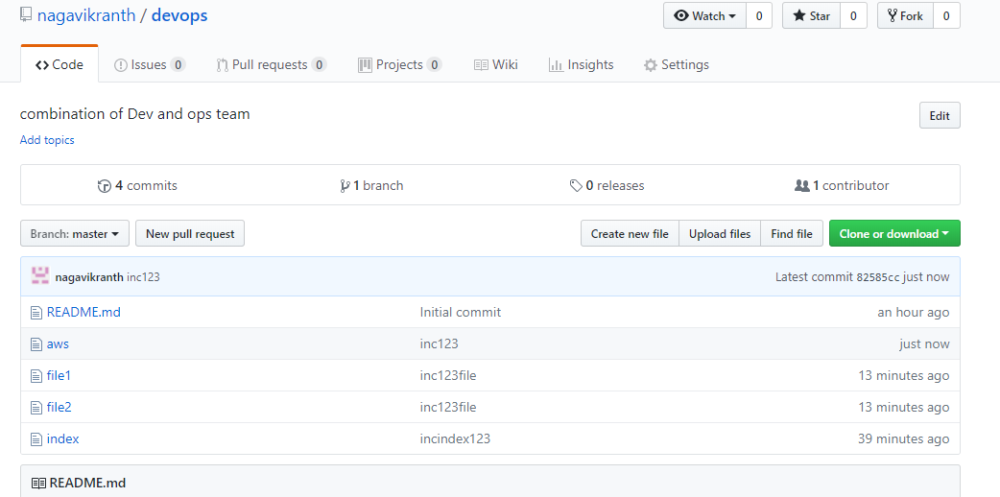 nagavikranth / devops
Watch 0 Star 0 Fork 0
Code Issues 0 Pull requests 0 Projects 0 Wiki Insights Settings
combination of Dev and ops team
Edit
Add topics
4 commits 1 branch 0 releases 1 contributor
Branch: master New pull request Create new file Upload files Find file Clone or download
nagavikranth inc123 Latest commit 82585cc just now
README.md Initial commit an hour ago
aws inc123 just now
file1 inc123file 13 minutes ago
file2 inc123file 13 minutes ago
index incindex123 39 minutes ago
README.md